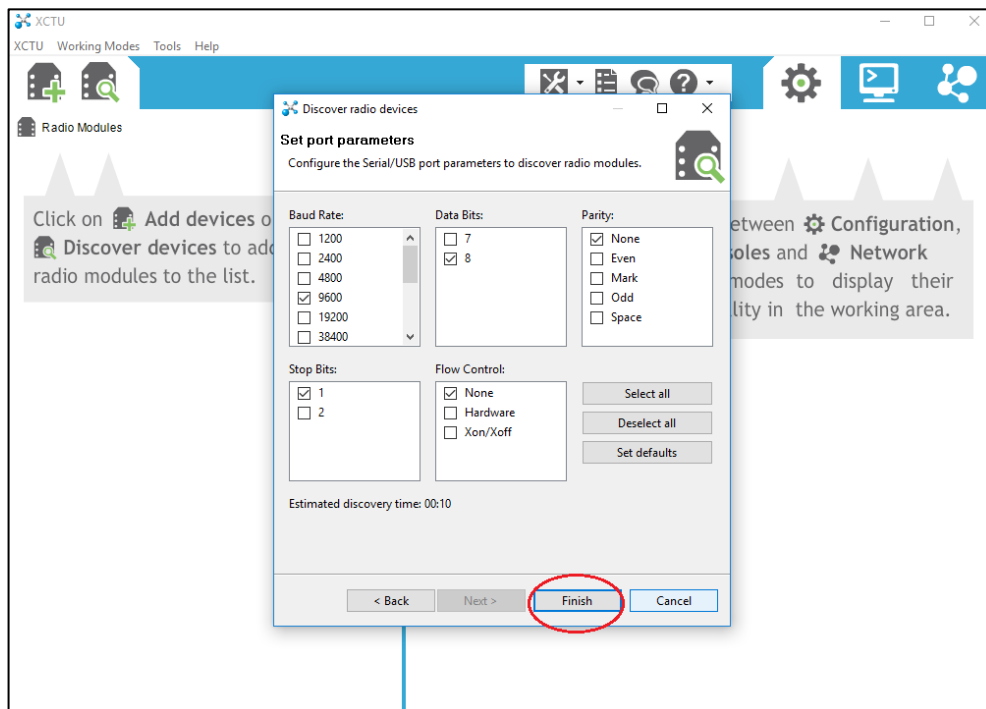 XCTU
XCTU Working Modes Tools Help
Radio Modules
Click on Add devices o
Discover devices to add
radio modules to the list.
etween Configuration,
oles and Network
modes to display their
lity in the working area.
Discover radio devices
Set port parameters
Configure the Serial/USB port parameters to discover radio modules.
Baud Rate:
1200
2400
4800
9600
19200
38400
Data Bits:
7
8
Parity:
None
Even
Mark
Odd
Space
Stop Bits:
1
2
Flow Control:
None
Hardware
Xon/Xoff
Select all
Deselect all
Set defaults
Estimated discovery time: 00:10
< Back
Next >
Finish
Cancel